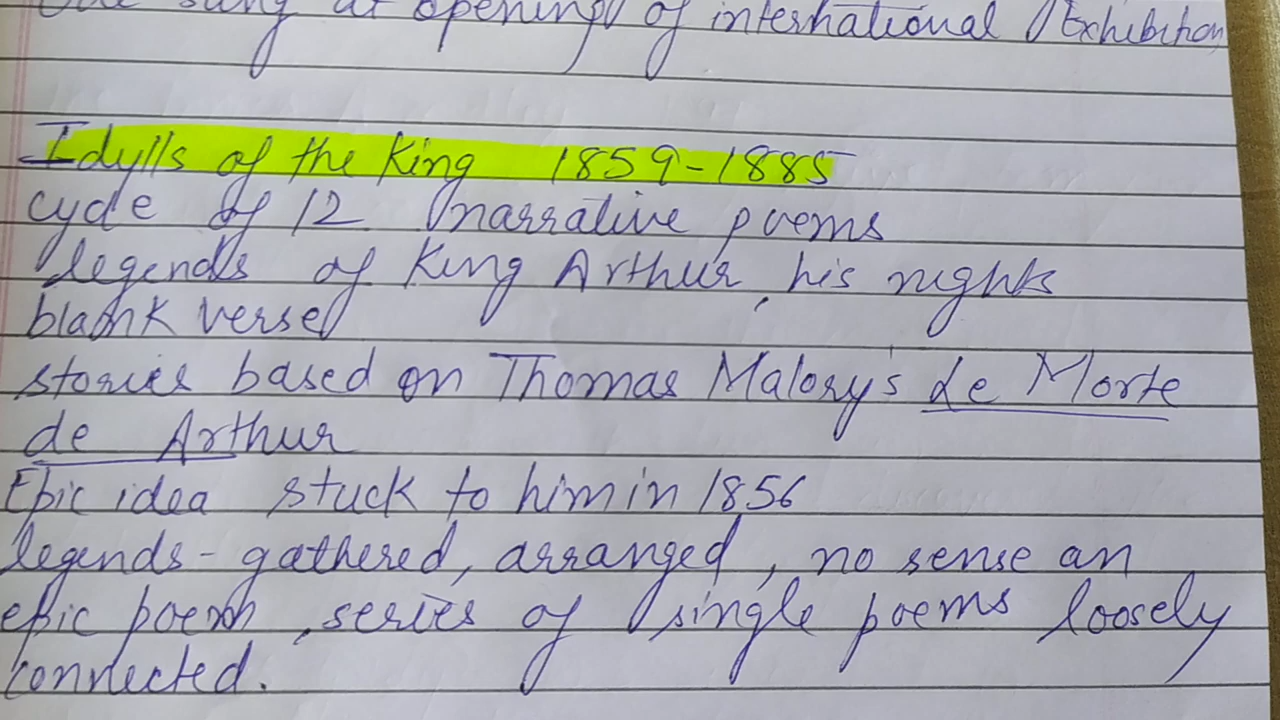 Ode sung at opening of international Exhibition
Idylls of the King 1859-1885
cycle of 12 narrative poems
legends of King Arthur, his nights
blank verse
stories based on Thomas Malory's Le Morte
de Arthur
Epic idea stuck to him in 1856
legends - gathered, arranged, no sense an
epic poem, series of single poems loosely
connected.